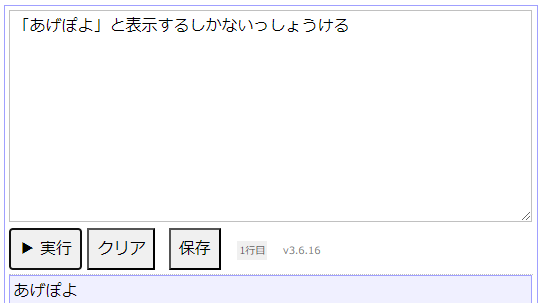 「あげぽよ」と表示するしかないっしょうける
▶ 実行 クリア 保存 1行目 v3.6.16
あげぽよ